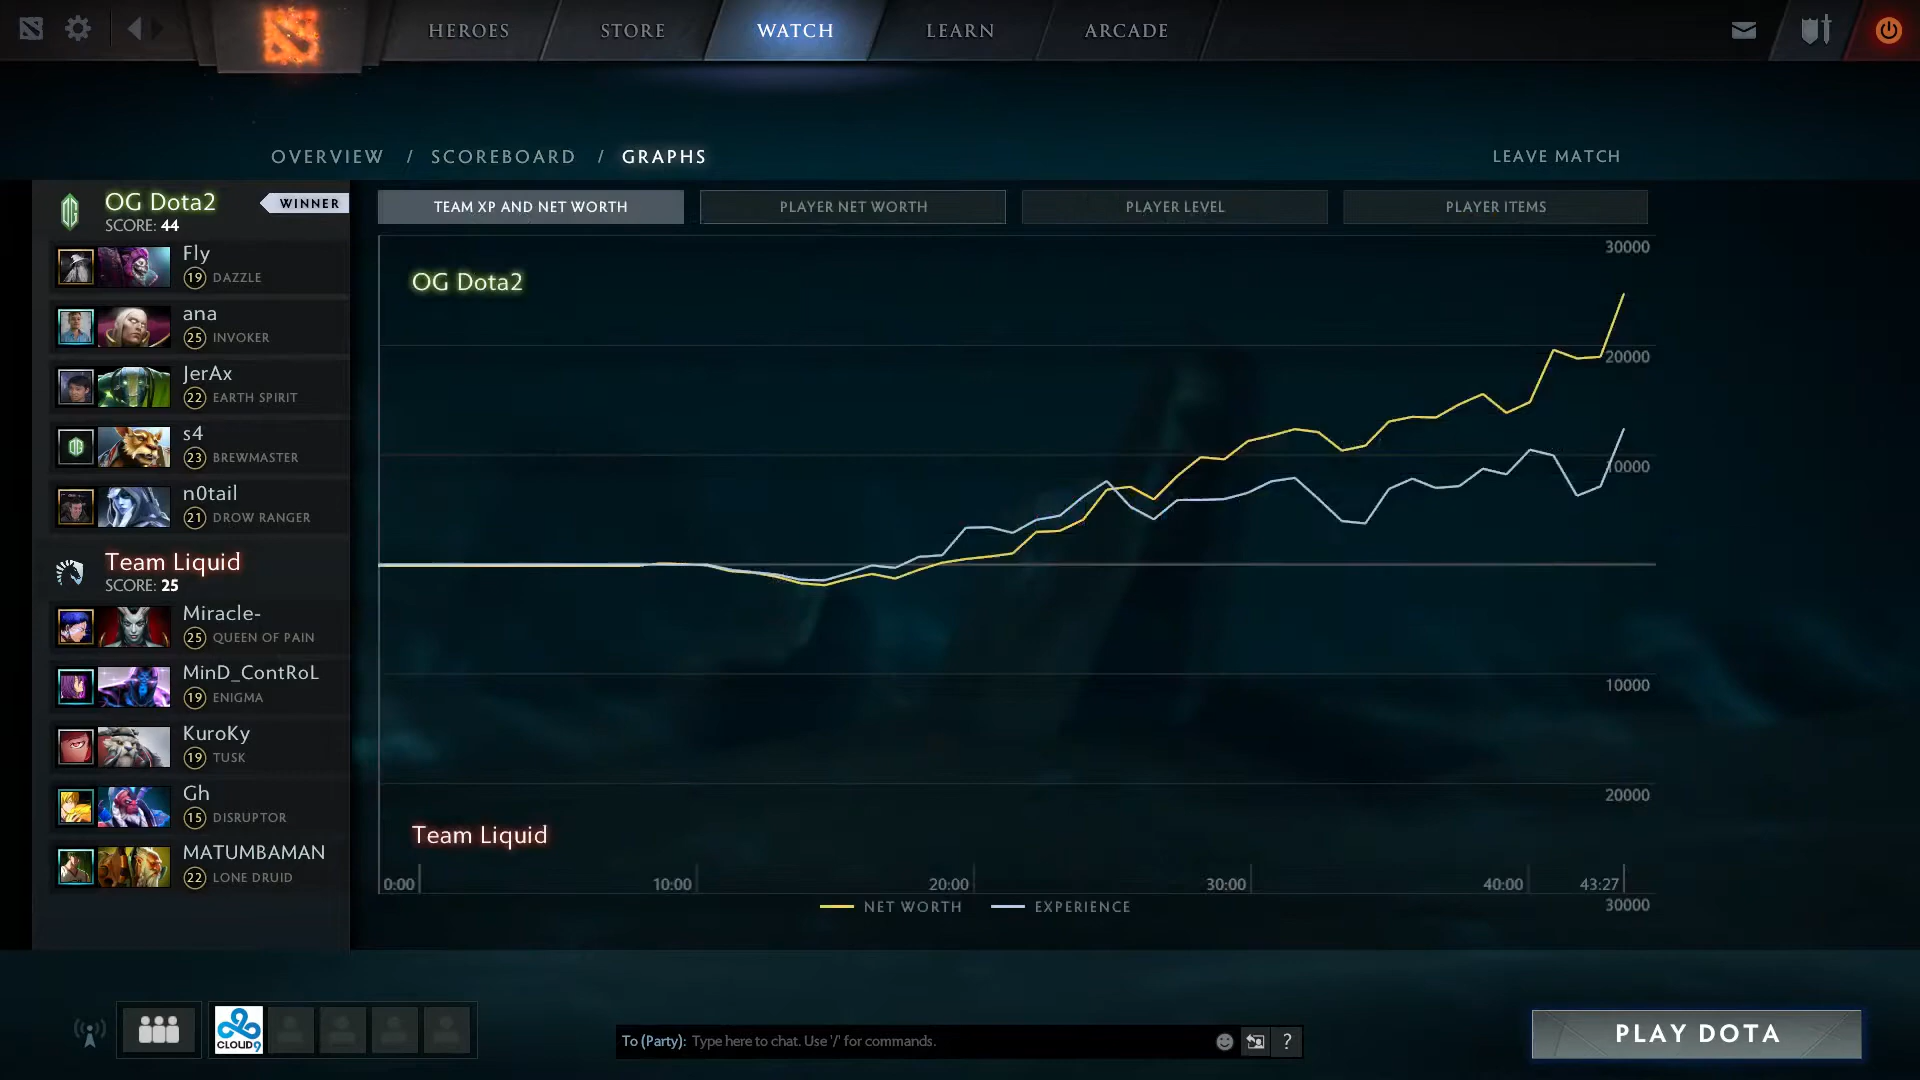 HEROES
STORE
WATCH
LEARN
ARCADE
OVERVIEW / SCOREBOARD / GRAPHS
LEAVE MATCH
OG Dota2
WINNER
SCORE: 44
Fly
19 DAZZLE
ana
25 INVOKER
JerAx
22 EARTH SPIRIT
s4
23 BREWMASTER
n0tail
21 DROW RANGER
Team Liquid
SCORE: 25
Miracle-
25 QUEEN OF PAIN
MinD_ContRoL
19 ENIGMA
KuroKy
19 TUSK
Gh
15 DISRUPTOR
MATUMBAMAN
22 LONE DRUID
TEAM XP AND NET WORTH
PLAYER NET WORTH
PLAYER LEVEL
PLAYER ITEMS
30000
OG Dota2
20000
10000
10000
20000
Team Liquid
0:00
10:00
20:00
30:00
40:00
43:27
30000
NET WORTH
EXPERIENCE
CLOUD9
To (Party): Type here to chat. Use '/' for commands.
?
PLAY DOTA